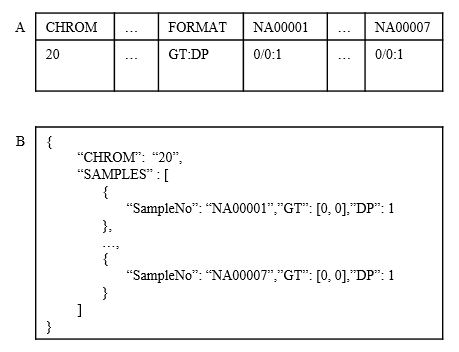 A CHROM ... FORMAT NA00001 ... NA00007
20 ... GT:DP 0/0:1 ... 0/0:1
B {
“CHROM”: “20”,
“SAMPLES” : [
{
“SampleNo”: “NA00001”,”GT”: [0, 0],”DP”: 1
},
…,
{
“SampleNo”: “NA00007”,”GT”: [0, 0],”DP”: 1
}
]
}